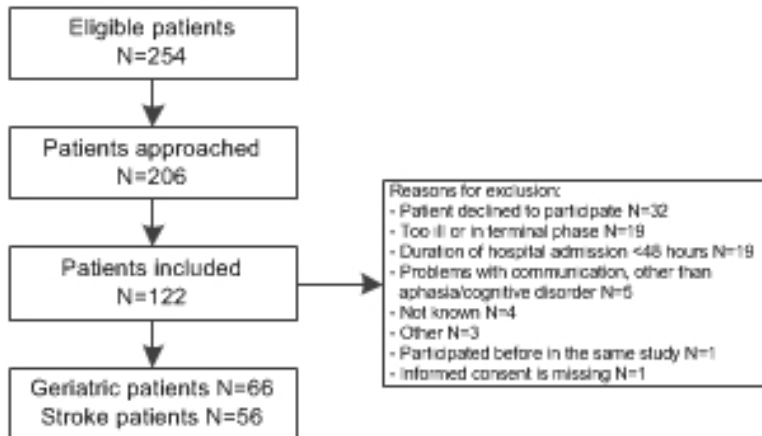 Eligible patients
N=254
Patients approached
N=206
Patients included
N=122
Geriatric patients N=66
Stroke patients N=56
Reasons for exclusion:
- Patient declined to participate N=32
- Too ill or in terminal phase N=19
- Duration of hospital admission <48 hours N=19
- Problems with communication, other than
aphasia/cognitive disorder N=5
- Not known N=4
- Other N=3
- Participated before in the same study N=1
- Informed consent is missing N=1